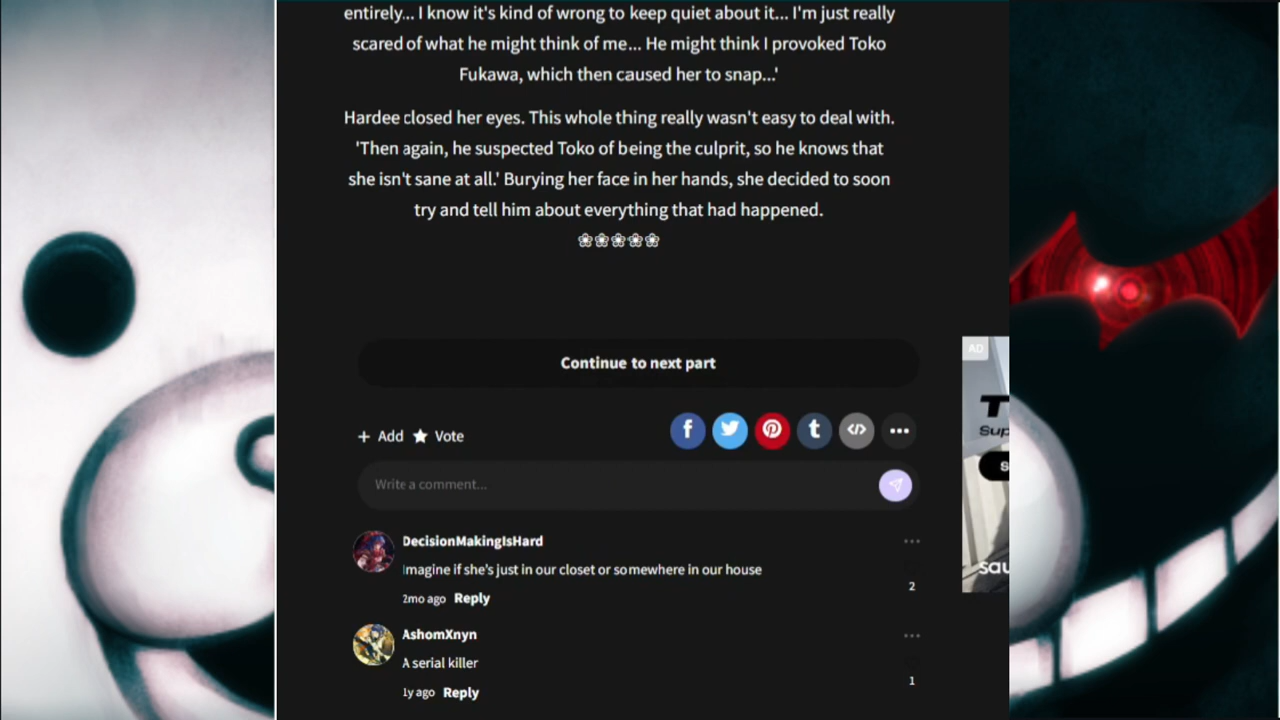 entirely... I know it's kind of wrong to keep quiet about it... I'm just really
scared of what he might think of me... He might think I provoked Toko
Fukawa, which then caused her to snap...'
Hardee closed her eyes. This whole thing really wasn't easy to deal with.
'Then again, he suspected Toko of being the culprit, so he knows that
she isn't sane at all.' Burying her face in her hands, she decided to soon
try and tell him about everything that had happened.
❀❀❀❀❀
Continue to next part
AD
+ Add ★ Vote
Sup
Write a comment...
DecisionMakingIsHard
Imagine if she's just in our closet or somewhere in our house
2
2mo ago Reply
sau
AshomXnyn
A serial killer
1
1y ago Reply